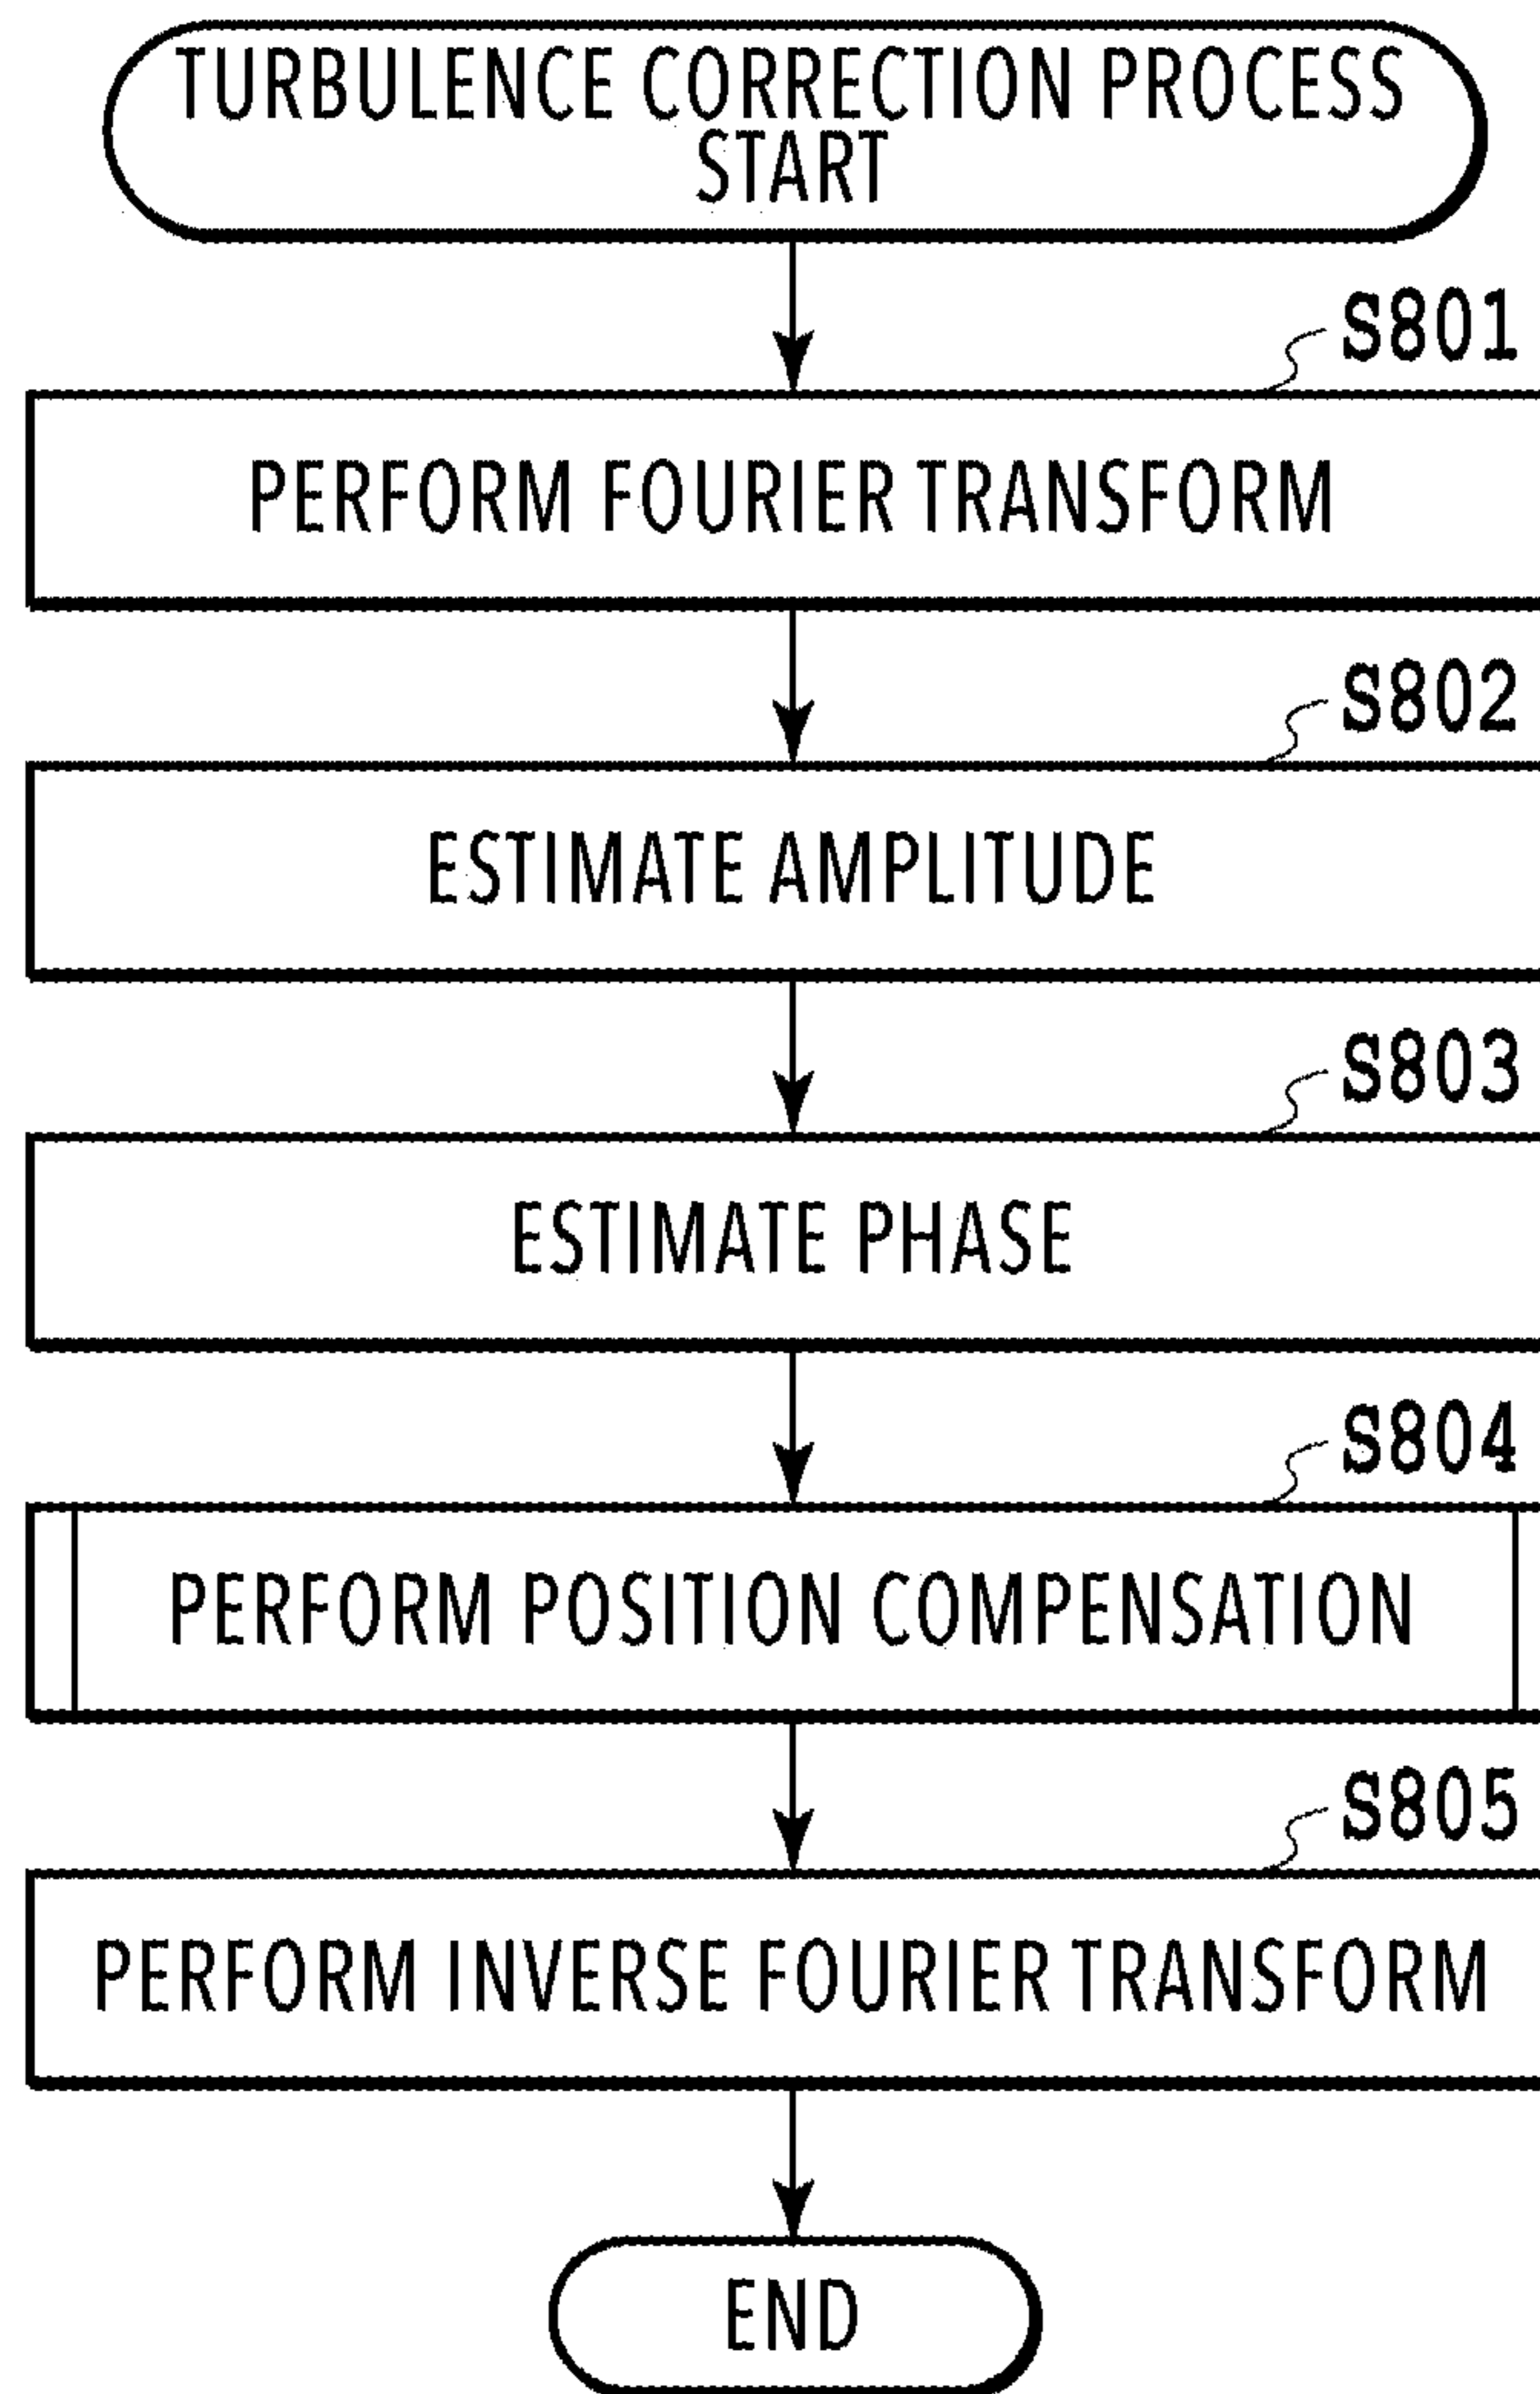 TURBULENCE CORRECTION PROCESS
START
S801
PERFORM FOURIER TRANSFORM
S802
ESTIMATE AMPLITUDE
S803
ESTIMATE PHASE
S804
PERFORM POSITION COMPENSATION
S805
PERFORM INVERSE FOURIER TRANSFORM
END